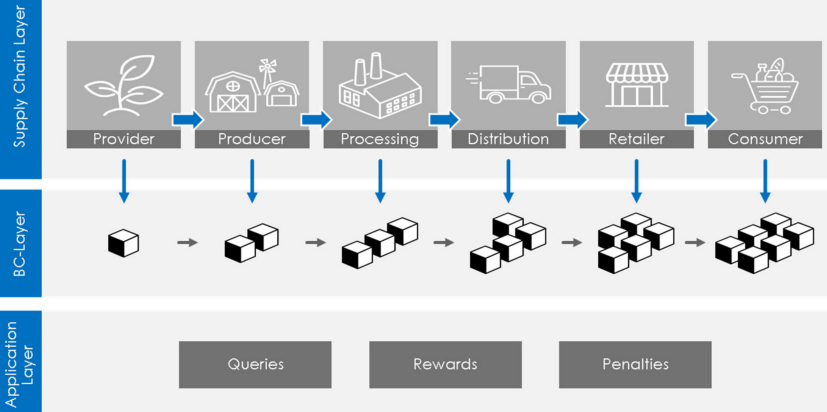 Supply Chain Layer
Provider
Producer
Processing
Distribution
Retailer
Consumer
BC-Layer
Application
Layer
Queries
Rewards
Penalties